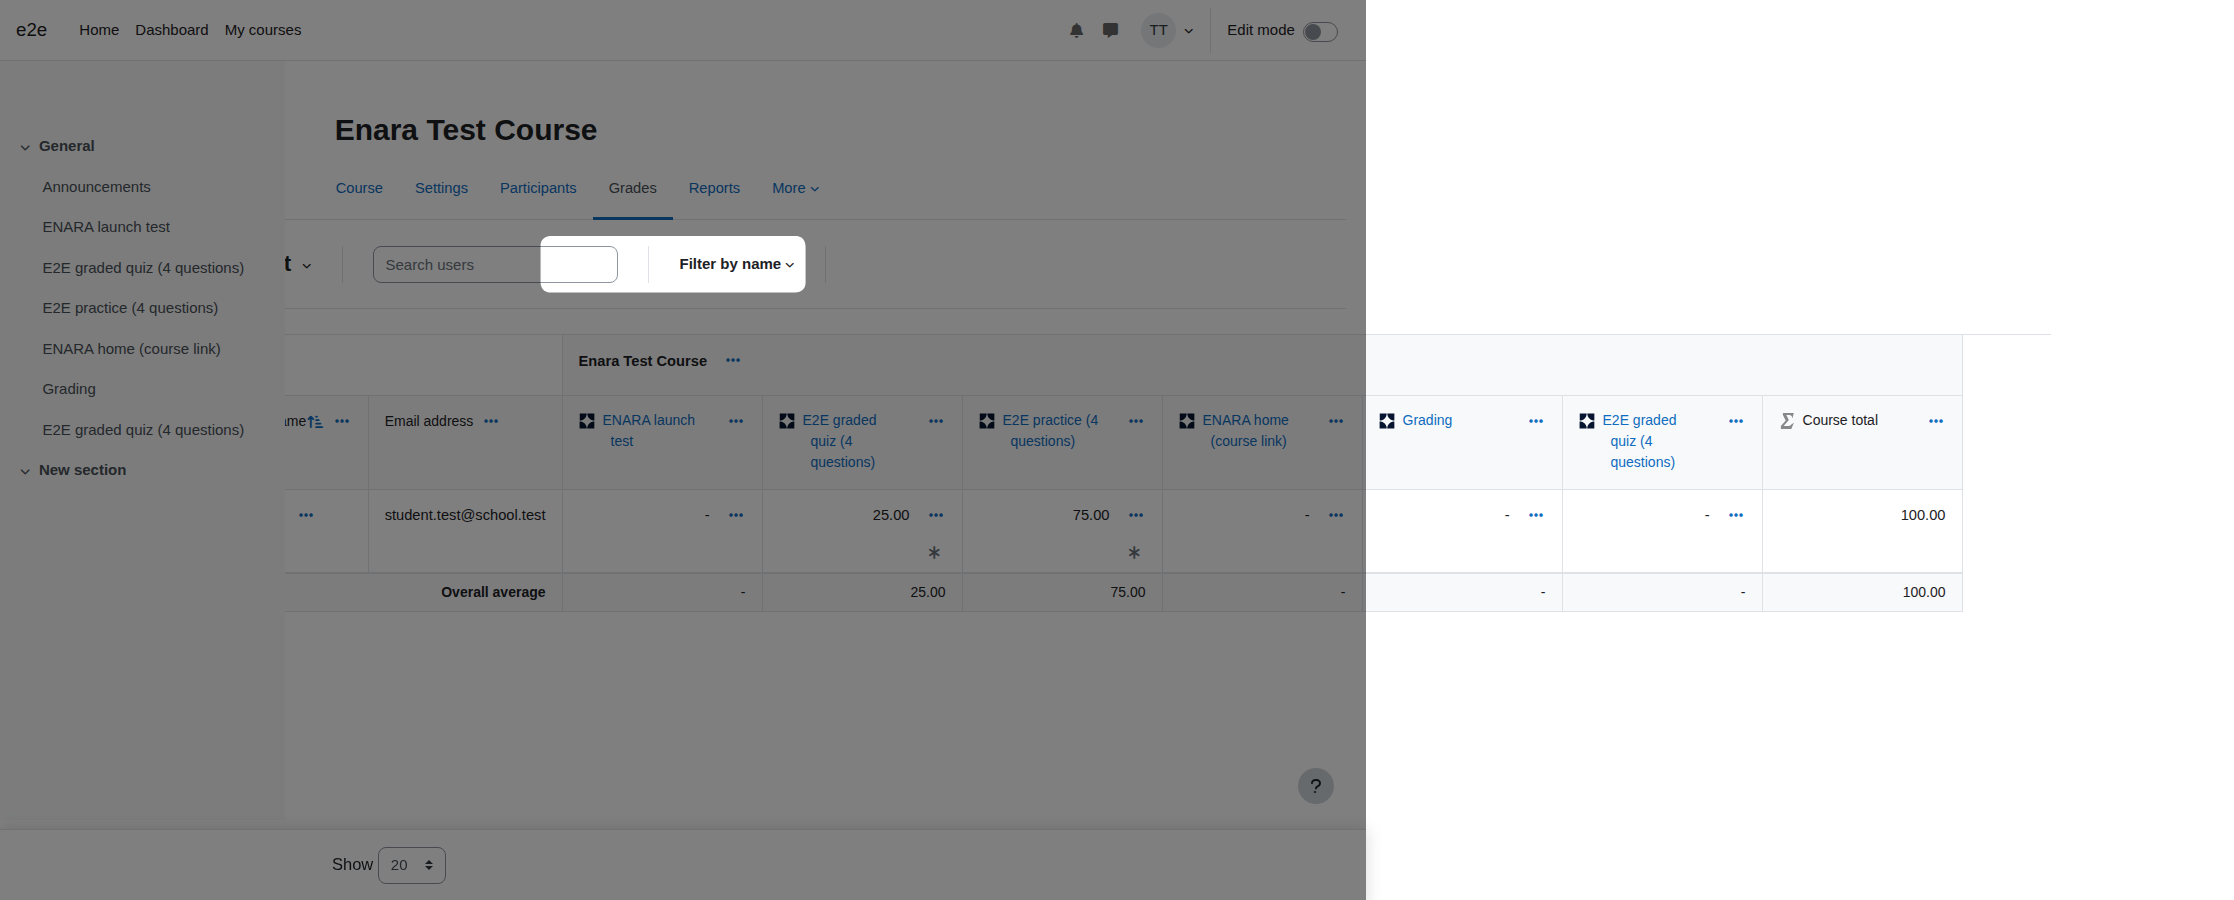 e2e Home Dashboard My courses TT Edit mode
General
Announcements
ENARA launch test
E2E graded quiz (4 questions)
E2E practice (4 questions)
ENARA home (course link)
Grading
E2E graded quiz (4 questions)
New section
Enara Test Course
Course Settings Participants Grades Reports More
t Search users Filter by name
Enara Test Course
ame Email address ENARA launch E2E graded E2E practice (4 ENARA home Grading E2E graded Course total
test quiz (4 questions) (course link) quiz (4
questions) questions)
student.test@school.test - 25.00 75.00 - - - 100.00
Overall average - 25.00 75.00 - - - 100.00
?
Show 20